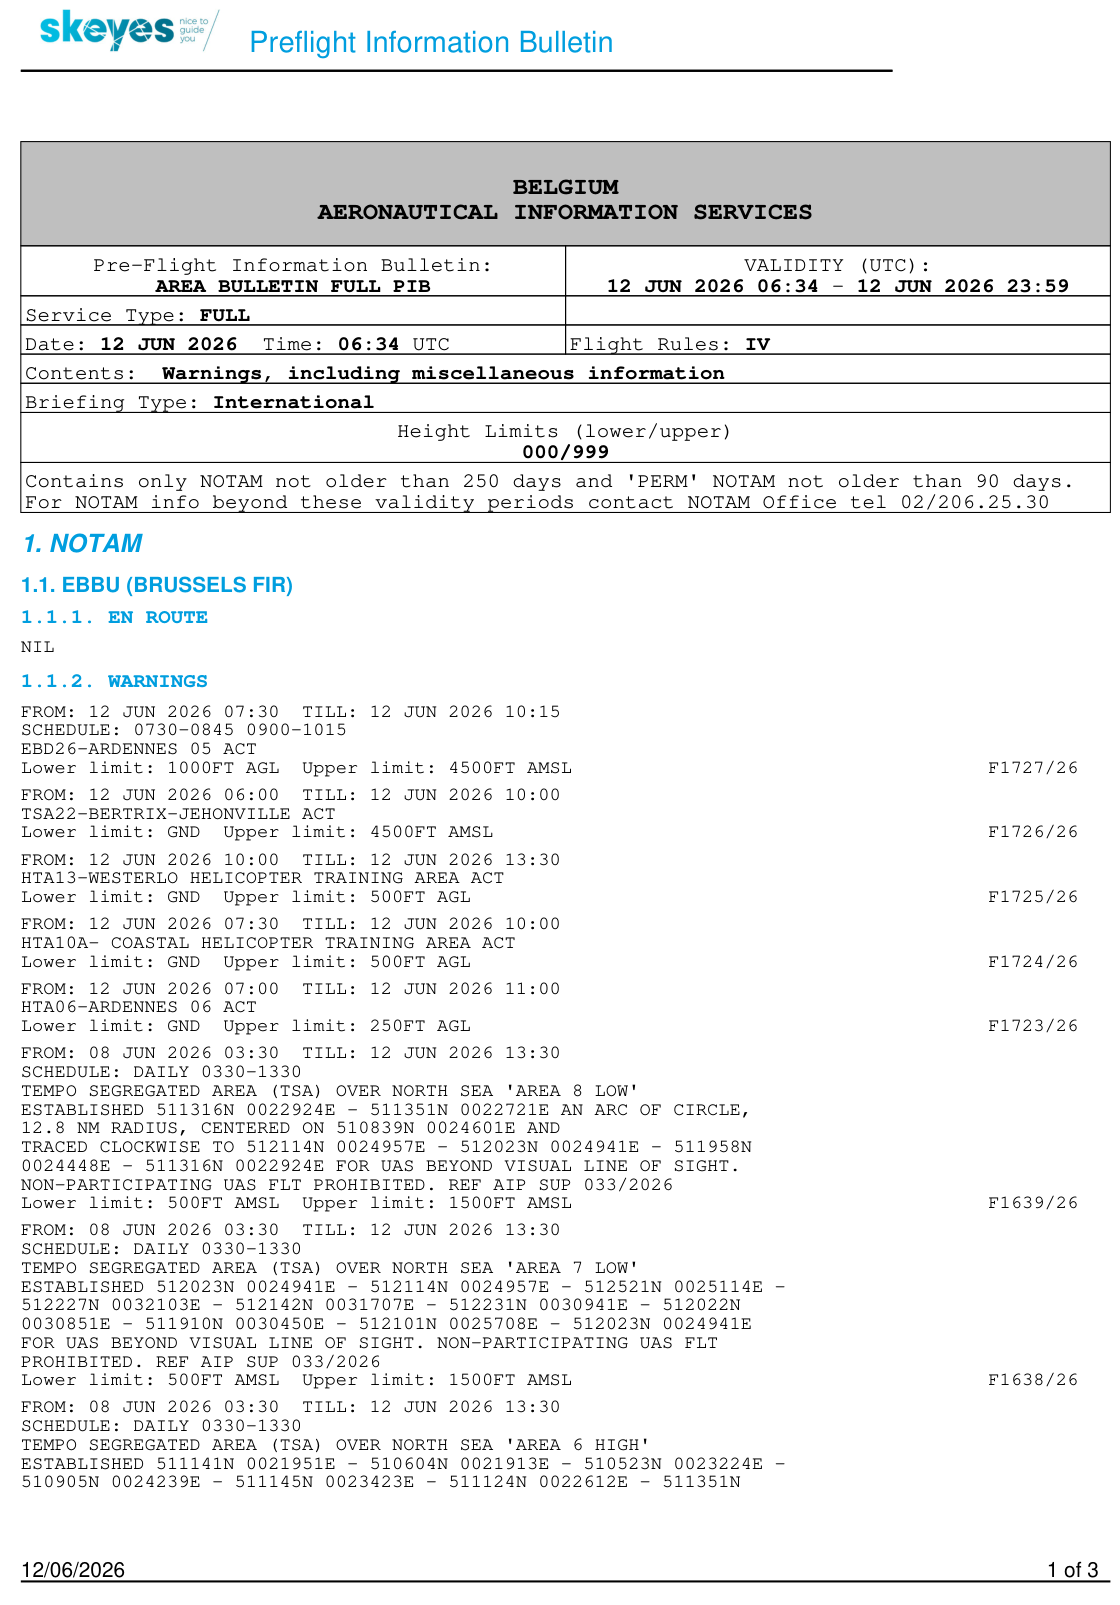 skeyes nice to guide you
Preflight Information Bulletin
BELGIUM
AERONAUTICAL INFORMATION SERVICES
Pre-Flight Information Bulletin:
AREA BULLETIN FULL PIB
VALIDITY (UTC):
12 JUN 2026 06:34 - 12 JUN 2026 23:59
Service Type: FULL
Date: 12 JUN 2026  Time: 06:34 UTC
Flight Rules: IV
Contents:  Warnings, including miscellaneous information
Briefing Type: International
Height Limits (lower/upper)
000/999
Contains only NOTAM not older than 250 days and 'PERM' NOTAM not older than 90 days.
For NOTAM info beyond these validity periods contact NOTAM Office tel 02/206.25.30
1. NOTAM
1.1. EBBU (BRUSSELS FIR)
1.1.1. EN ROUTE
NIL
1.1.2. WARNINGS
FROM: 12 JUN 2026 07:30  TILL: 12 JUN 2026 10:15
SCHEDULE: 0730-0845 0900-1015
EBD26-ARDENNES 05 ACT
Lower limit: 1000FT AGL  Upper limit: 4500FT AMSL F1727/26
FROM: 12 JUN 2026 06:00  TILL: 12 JUN 2026 10:00
TSA22-BERTRIX-JEHONVILLE ACT
Lower limit: GND  Upper limit: 4500FT AMSL F1726/26
FROM: 12 JUN 2026 10:00  TILL: 12 JUN 2026 13:30
HTA13-WESTERLO HELICOPTER TRAINING AREA ACT
Lower limit: GND  Upper limit: 500FT AGL F1725/26
FROM: 12 JUN 2026 07:30  TILL: 12 JUN 2026 10:00
HTA10A- COASTAL HELICOPTER TRAINING AREA ACT
Lower limit: GND  Upper limit: 500FT AGL F1724/26
FROM: 12 JUN 2026 07:00  TILL: 12 JUN 2026 11:00
HTA06-ARDENNES 06 ACT
Lower limit: GND  Upper limit: 250FT AGL F1723/26
FROM: 08 JUN 2026 03:30  TILL: 12 JUN 2026 13:30
SCHEDULE: DAILY 0330-1330
TEMPO SEGREGATED AREA (TSA) OVER NORTH SEA 'AREA 8 LOW'
ESTABLISHED 511316N 0022924E - 511351N 0022721E AN ARC OF CIRCLE,
12.8 NM RADIUS, CENTERED ON 510839N 0024601E AND
TRACED CLOCKWISE TO 512114N 0024957E - 512023N 0024941E - 511958N
0024448E - 511316N 0022924E FOR UAS BEYOND VISUAL LINE OF SIGHT.
NON-PARTICIPATING UAS FLT PROHIBITED. REF AIP SUP 033/2026
Lower limit: 500FT AMSL  Upper limit: 1500FT AMSL F1639/26
FROM: 08 JUN 2026 03:30  TILL: 12 JUN 2026 13:30
SCHEDULE: DAILY 0330-1330
TEMPO SEGREGATED AREA (TSA) OVER NORTH SEA 'AREA 7 LOW'
ESTABLISHED 512023N 0024941E - 512114N 0024957E - 512521N 0025114E -
512227N 0032103E - 512142N 0031707E - 512231N 0030941E - 512022N
0030851E - 511910N 0030450E - 512101N 0025708E - 512023N 0024941E
FOR UAS BEYOND VISUAL LINE OF SIGHT. NON-PARTICIPATING UAS FLT
PROHIBITED. REF AIP SUP 033/2026
Lower limit: 500FT AMSL  Upper limit: 1500FT AMSL F1638/26
FROM: 08 JUN 2026 03:30  TILL: 12 JUN 2026 13:30
SCHEDULE: DAILY 0330-1330
TEMPO SEGREGATED AREA (TSA) OVER NORTH SEA 'AREA 6 HIGH'
ESTABLISHED 511141N 0021951E - 510604N 0021913E - 510523N 0023224E -
510905N 0024239E - 511145N 0023423E - 511124N 0022612E - 511351N
12/06/2026
1 of 3